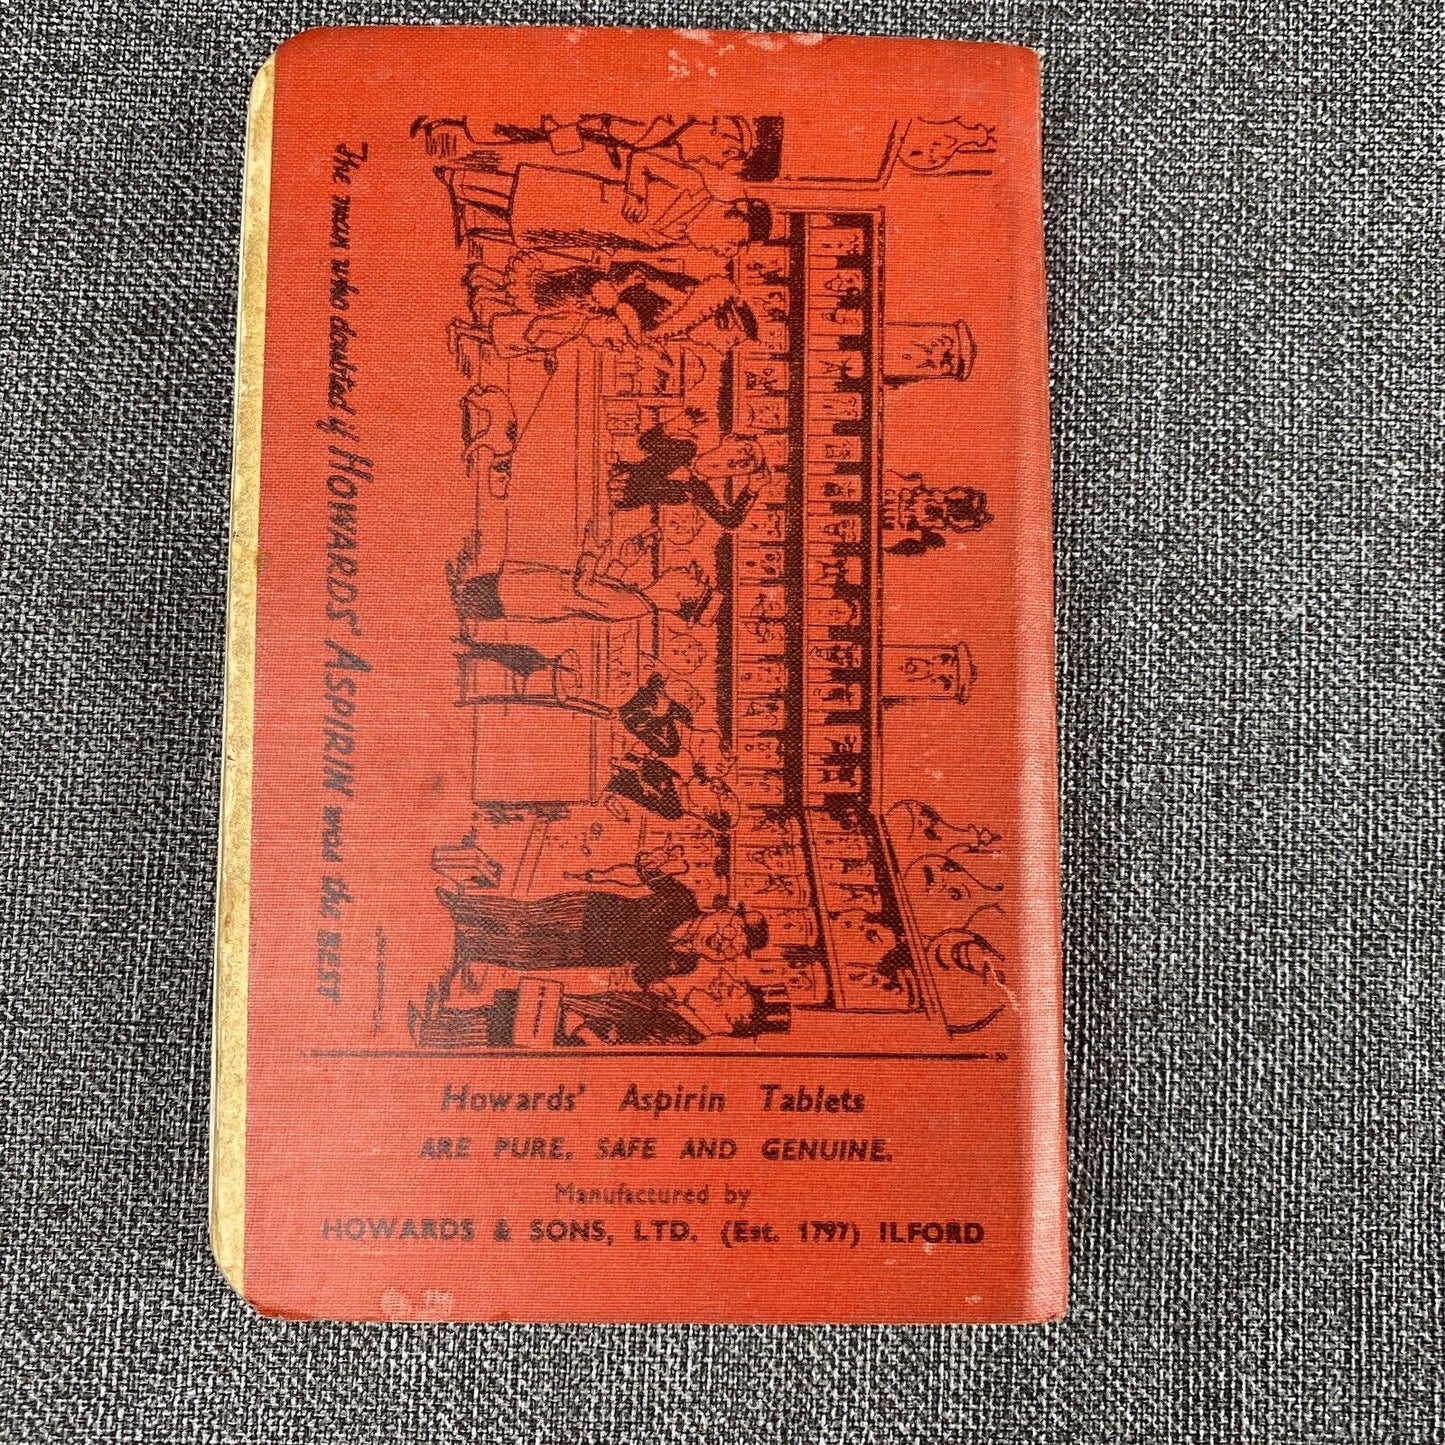 The man who doubted if HOWARDS' ASPIRIN was the BEST
Howards' Aspirin Tablets
ARE PURE, SAFE AND GENUINE.
Manufactured by
HOWARDS & SONS, LTD. (Est. 1797) ILFORD